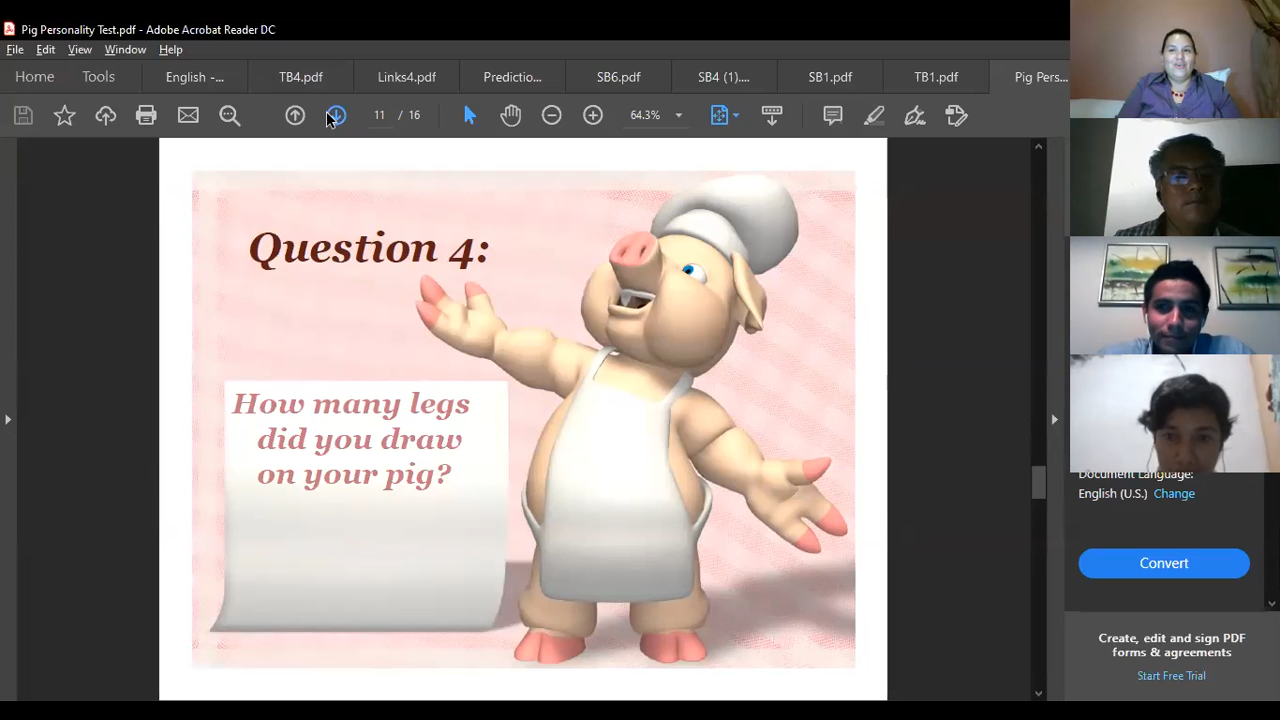 Pig Personality Test.pdf - Adobe Acrobat Reader DC
File Edit View Window Help
Home Tools English -... TB4.pdf Links4.pdf Predictio... SB6.pdf SB4 (1).... SB1.pdf TB1.pdf Pig Pers...
11 / 16 64.3%
Question 4:
How many legs
did you draw
on your pig?
Document Language:
English (U.S.) Change
Convert
Create, edit and sign PDF
forms & agreements
Start Free Trial